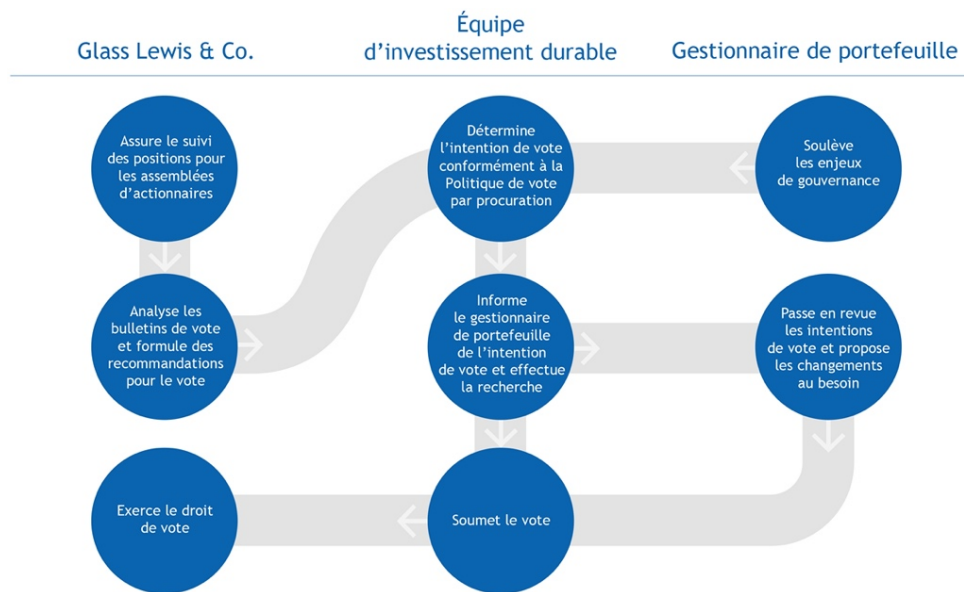 Glass Lewis & Co.
Équipe
d’investissement durable
Gestionnaire de portefeuille
Assure le suivi
des positions pour
les assemblées
d’actionnaires
Détermine
l’intention de vote
conformément à la
Politique de vote
par procuration
Soulève
les enjeux
de gouvernance
Analyse les
bulletins de vote
et formule des
recommandations
pour le vote
Informe
le gestionnaire
de portefeuille
de l’intention
de vote et effectue
la recherche
Passe en revue
les intentions
de vote et propose
les changements
au besoin
Exerce le droit
de vote
Soumet le vote